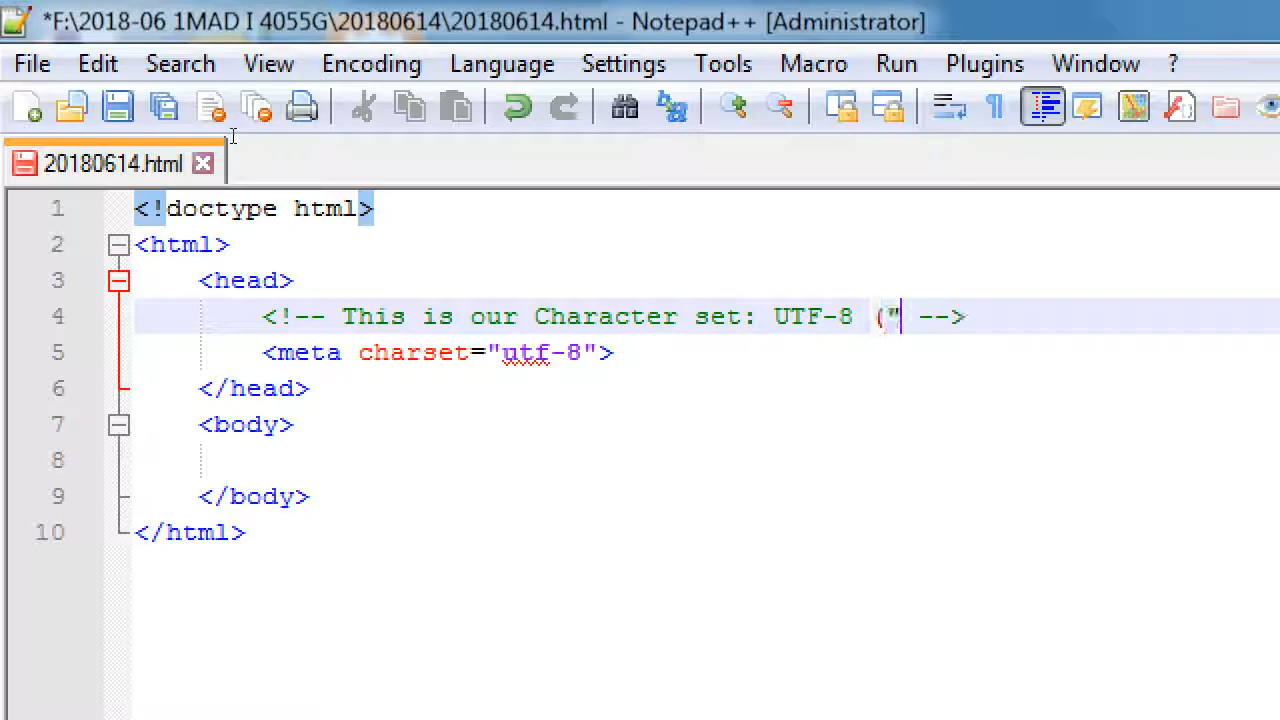 *F:\2018-06 1MAD I 4055G\20180614\20180614.html - Notepad++ [Administrator]
File Edit Search View Encoding Language Settings Tools Macro Run Plugins Window ?
20180614.html
1 <!doctype html>
2 <html>
3 <head>
4 <!-- This is our Character set: UTF-8 (" -->
5 <meta charset="utf-8">
6 </head>
7 <body>
8
9 </body>
10 </html>